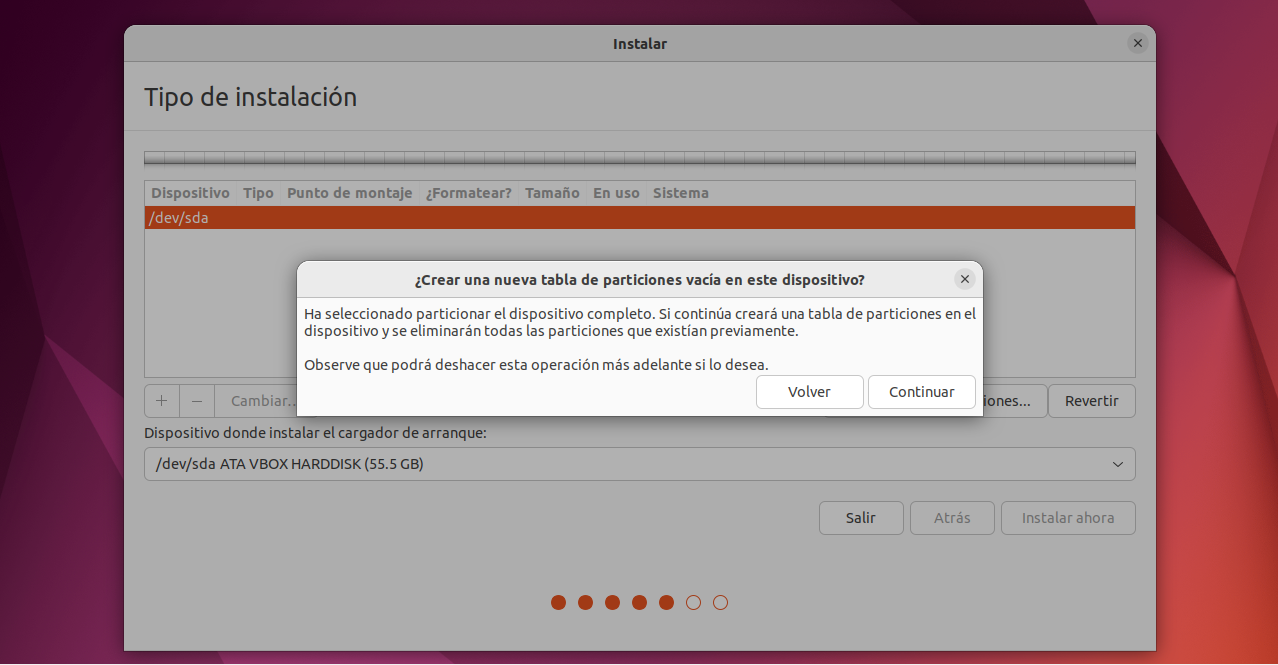 Instalar
Tipo de instalación
Dispositivo Tipo Punto de montaje ¿Formatear? Tamaño En uso Sistema
/dev/sda
¿Crear una nueva tabla de particiones vacía en este dispositivo?
Ha seleccionado particionar el dispositivo completo. Si continúa creará una tabla de particiones en el
dispositivo y se eliminarán todas las particiones que existían previamente.
Observe que podrá deshacer esta operación más adelante si lo desea.
Volver Continuar
+ − Cambiar... iones... Revertir
Dispositivo donde instalar el cargador de arranque:
/dev/sda ATA VBOX HARDDISK (55.5 GB)
Salir Atrás Instalar ahora